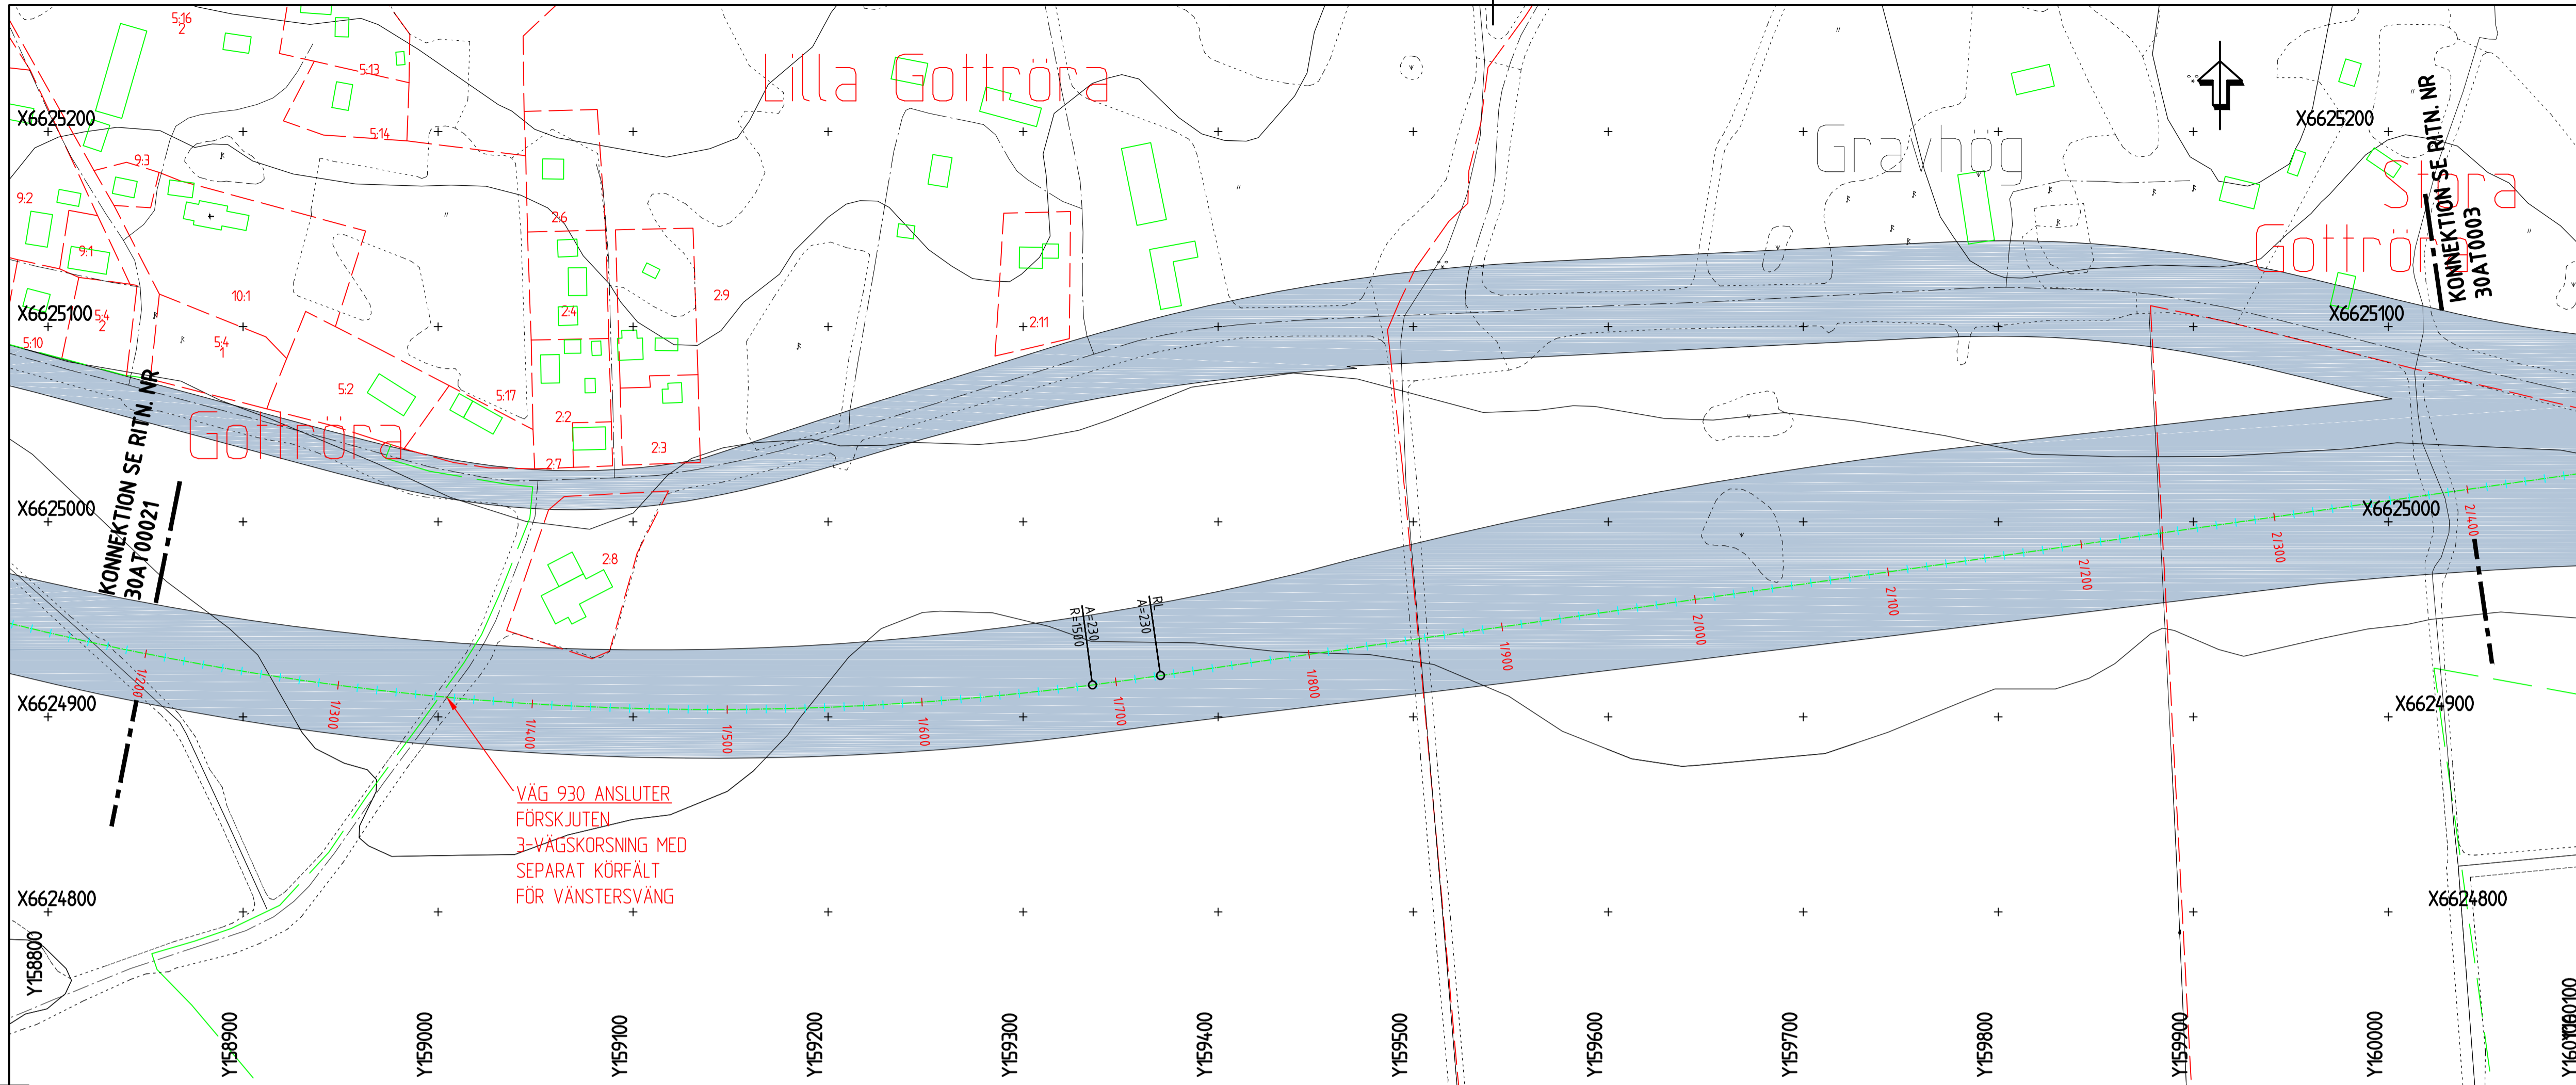 5:16
2
5:13
5:14
Lilla Gottröra
X6625200
9:3
9:2
9:1
10:1
5:4
2
X6625100
5:10
5:4
1
5:2
5:17
Gottröra
2:6
2:4
2:9
2:2
2:7
2:3
2:11
2:8
Gravhög
X6625200
Stora
Gottröra
X6625100
KONNEKTION SE RITN. NR
30AT0003
KONNEKTION SE RITN. NR
30AT00021
X6625000
X6625000
X6624900
X6624900
X6624800
X6624800
1/200
1/300
1/400
1/500
1/600
1/700
1/800
1/900
2/000
2/100
2/200
2/300
2/400
A=230
R=1500
RL
A=230
VÄG 930 ANSLUTER
FÖRSKJUTEN
3-VÄGSKORSNING MED
SEPARAT KÖRFÄLT
FÖR VÄNSTERSVÄNG
Y158800
Y158900
Y159000
Y159100
Y159200
Y159300
Y159400
Y159500
Y159600
Y159700
Y159800
Y159900
Y160000